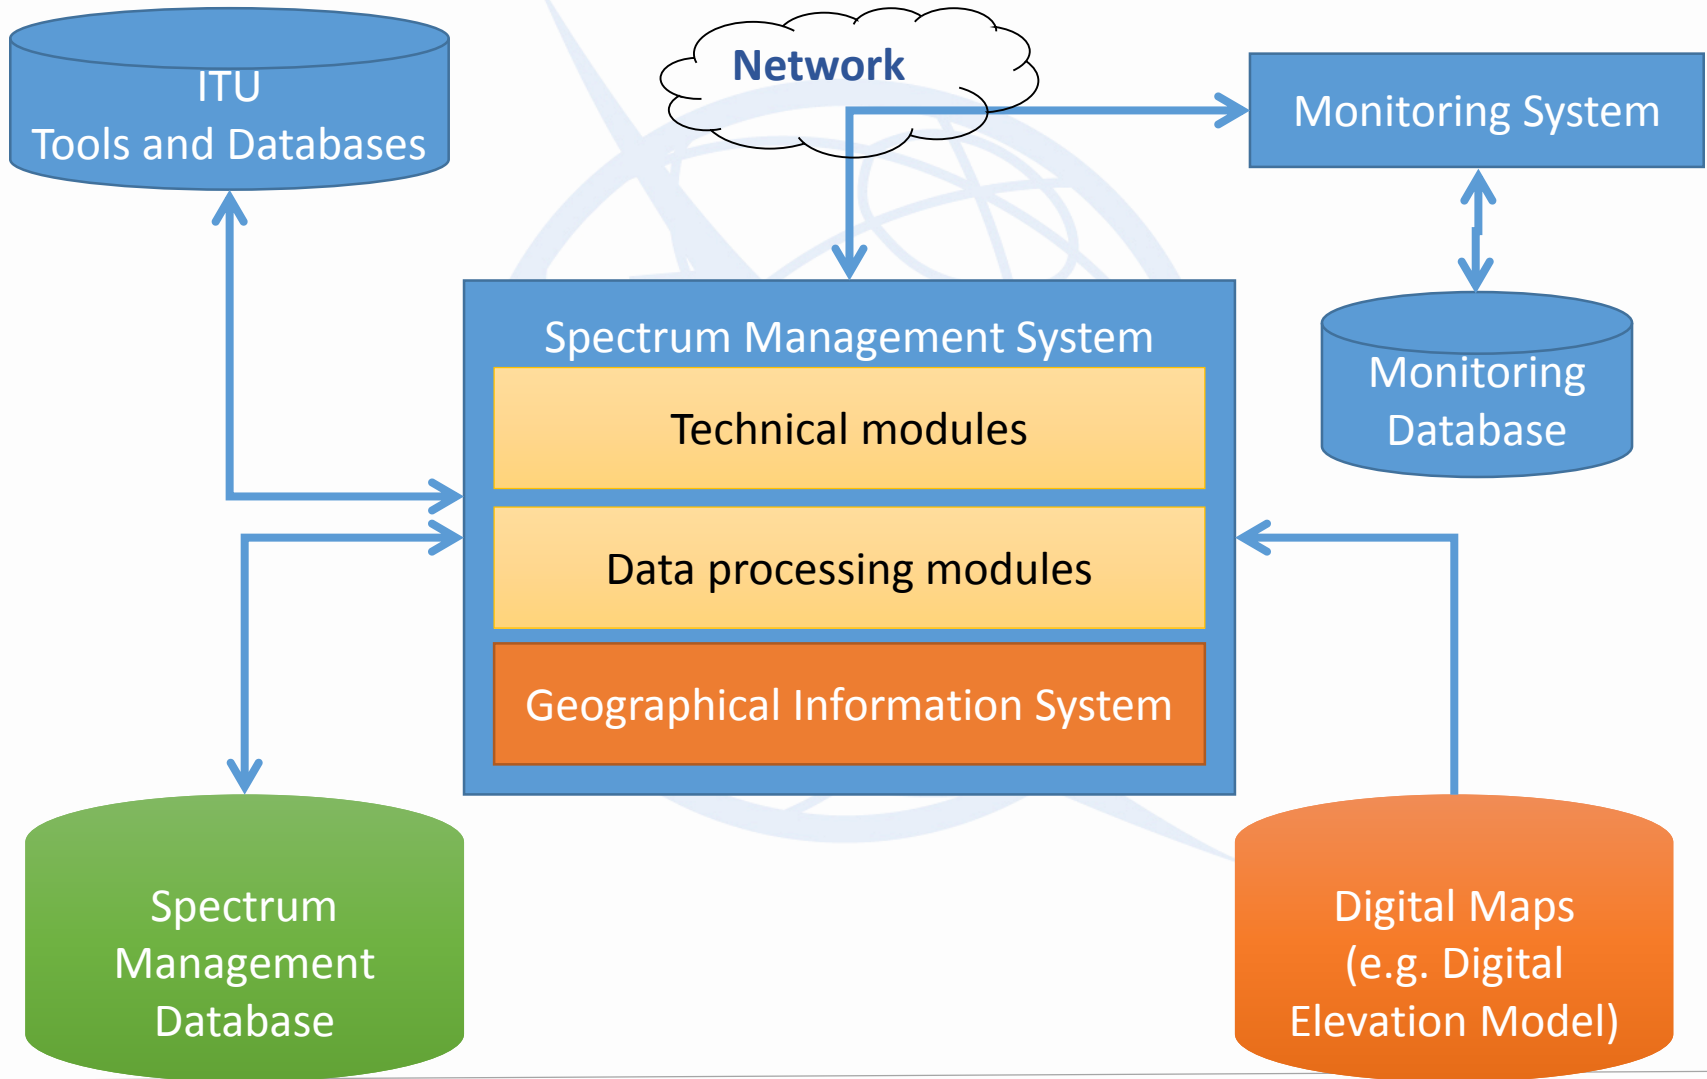 Network
ITU
Tools and Databases
Monitoring System
Spectrum Management System
Technical modules
Data processing modules
Geographical Information System
Monitoring
Database
Spectrum
Management
Database
Digital Maps
(e.g. Digital
Elevation Model)